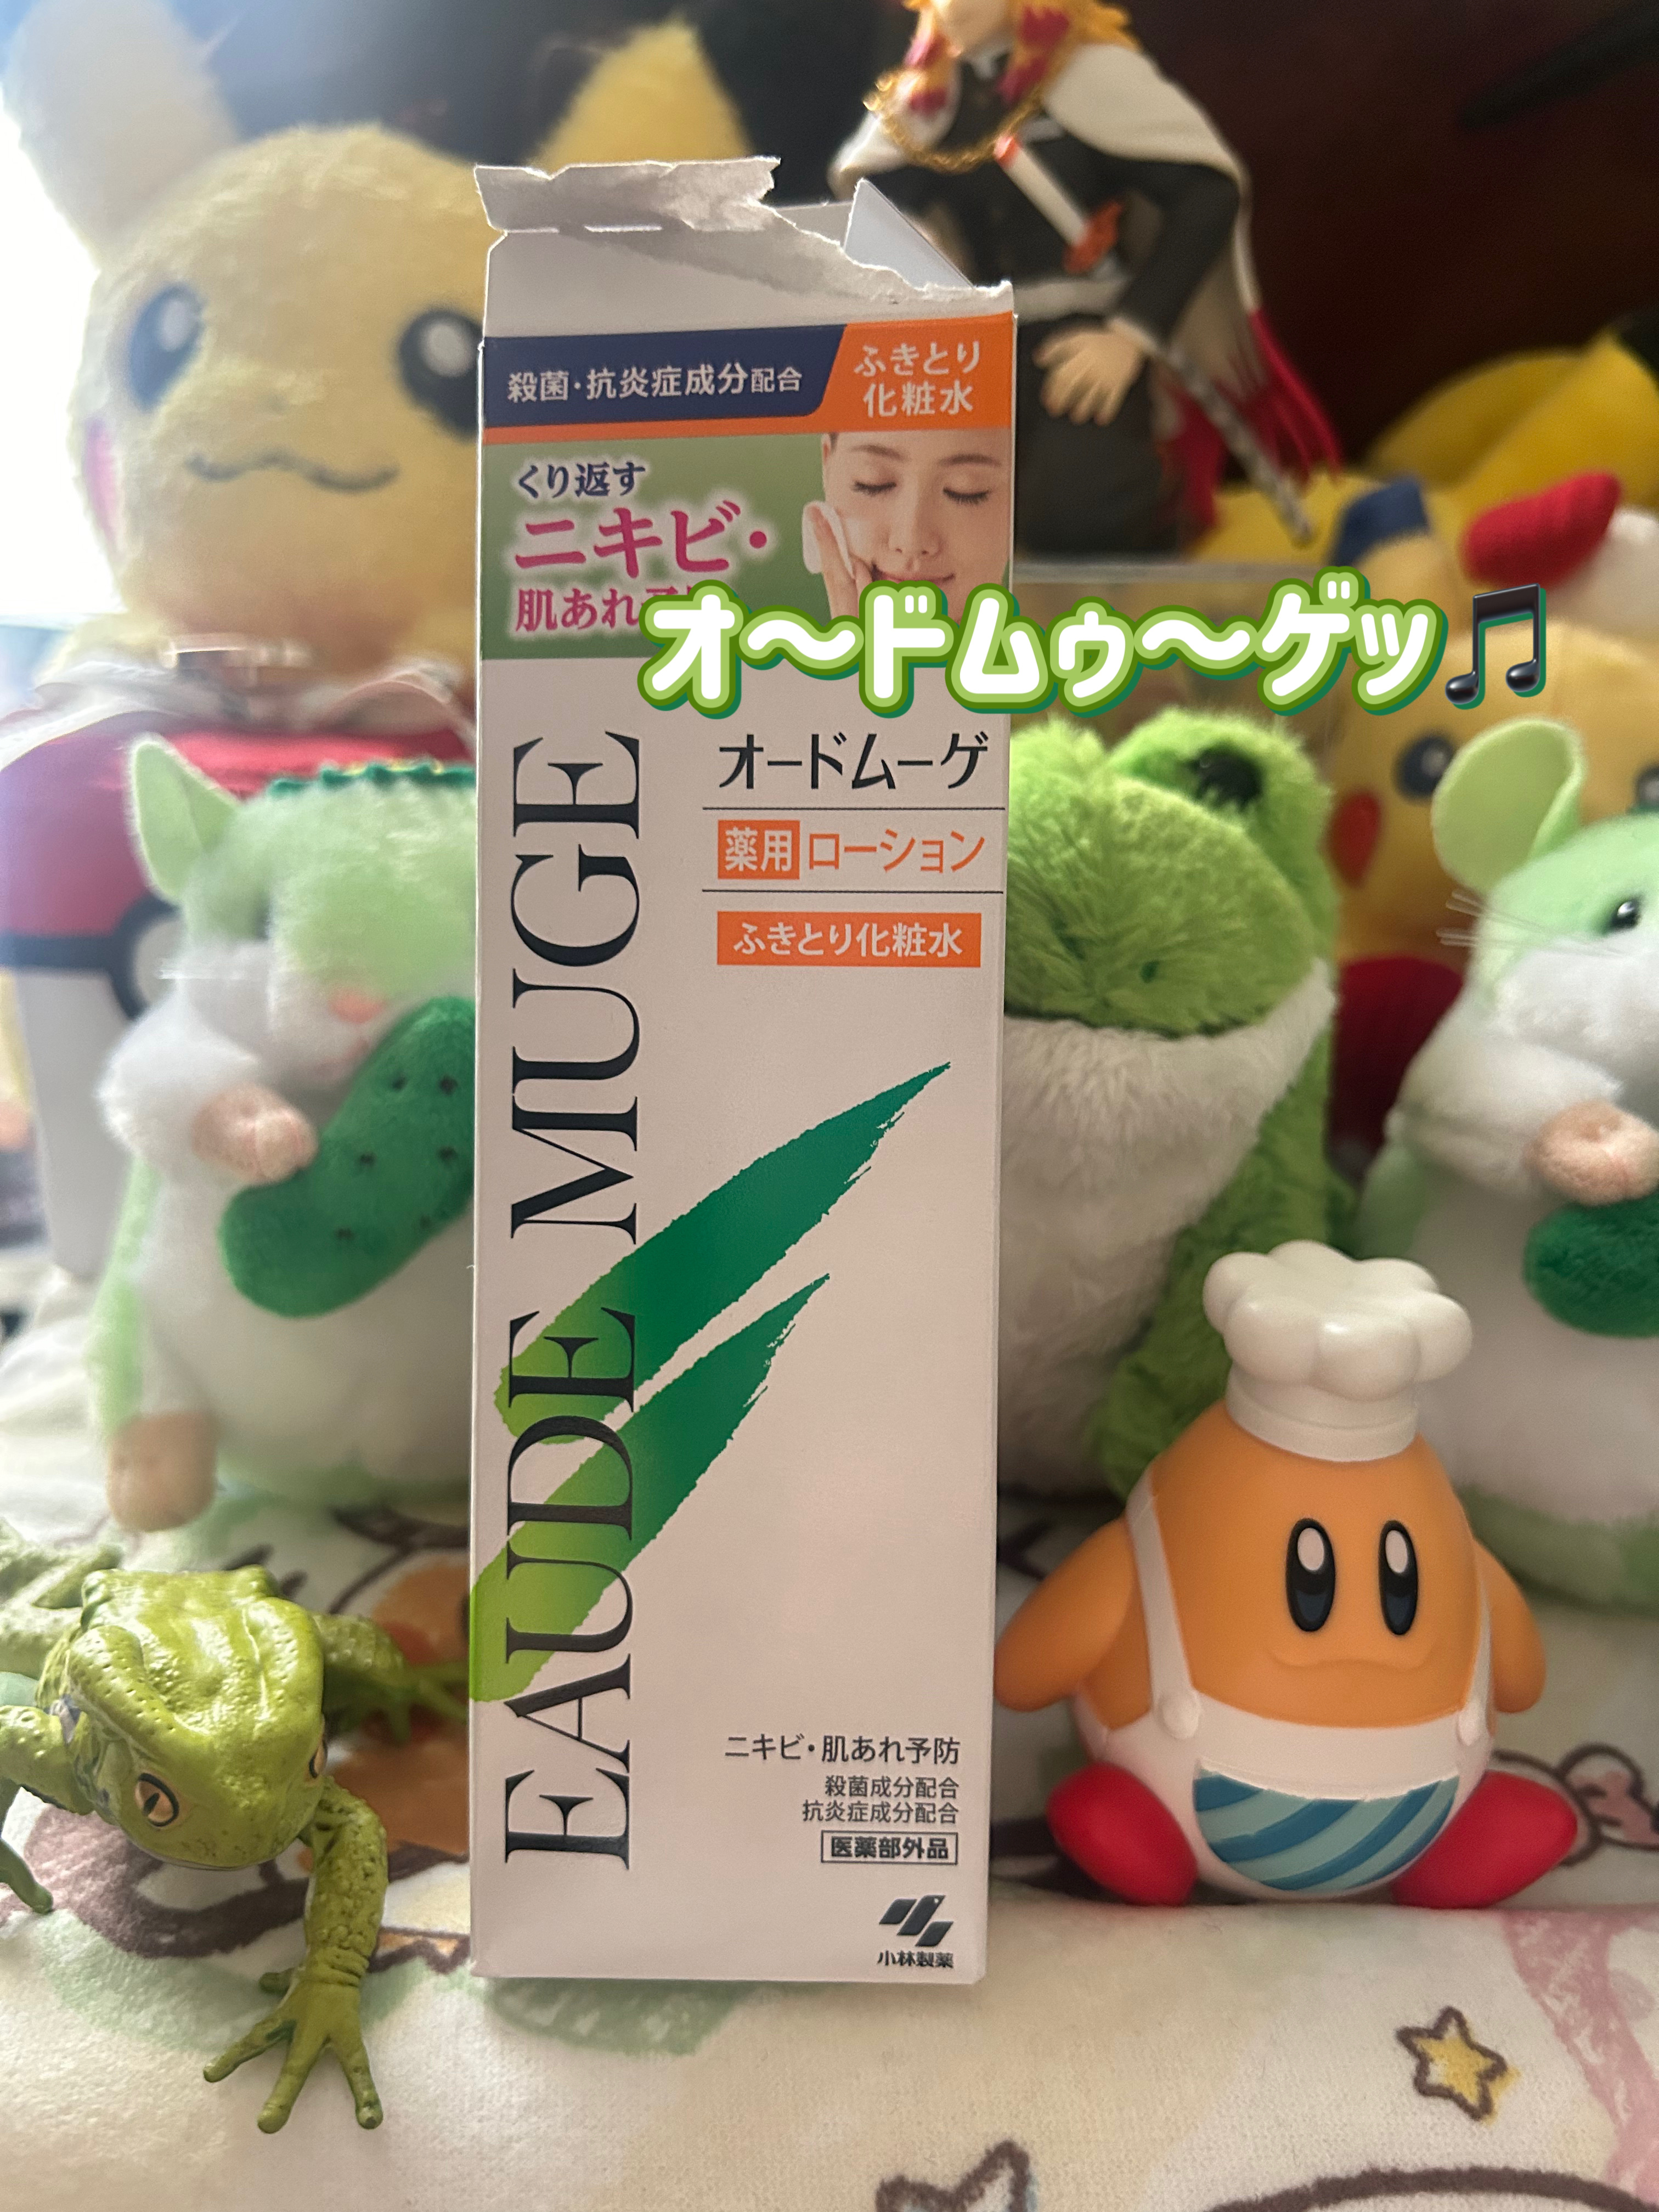 殺菌・抗炎症成分配合
ふきとり
化粧水
くり返す
ニキビ・
肌あれ予
オ〜ドムゥ〜ゲッ🎵
EAUDE MUGE
オードムーゲ
薬用ローション
ふきとり化粧水
ニキビ・肌あれ予防
殺菌成分配合
抗炎症成分配合
医薬部外品
小林製薬